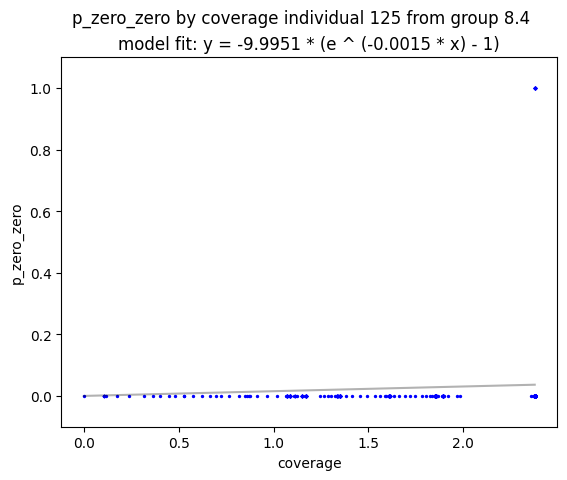 p_zero_zero by coverage individual 125 from group 8.4
model fit: y = -9.9951 * (e ^ (-0.0015 * x) - 1)
1.0
0.8
0.6
0.4
0.2
0.0
p_zero_zero
0.0 0.5 1.0 1.5 2.0
coverage